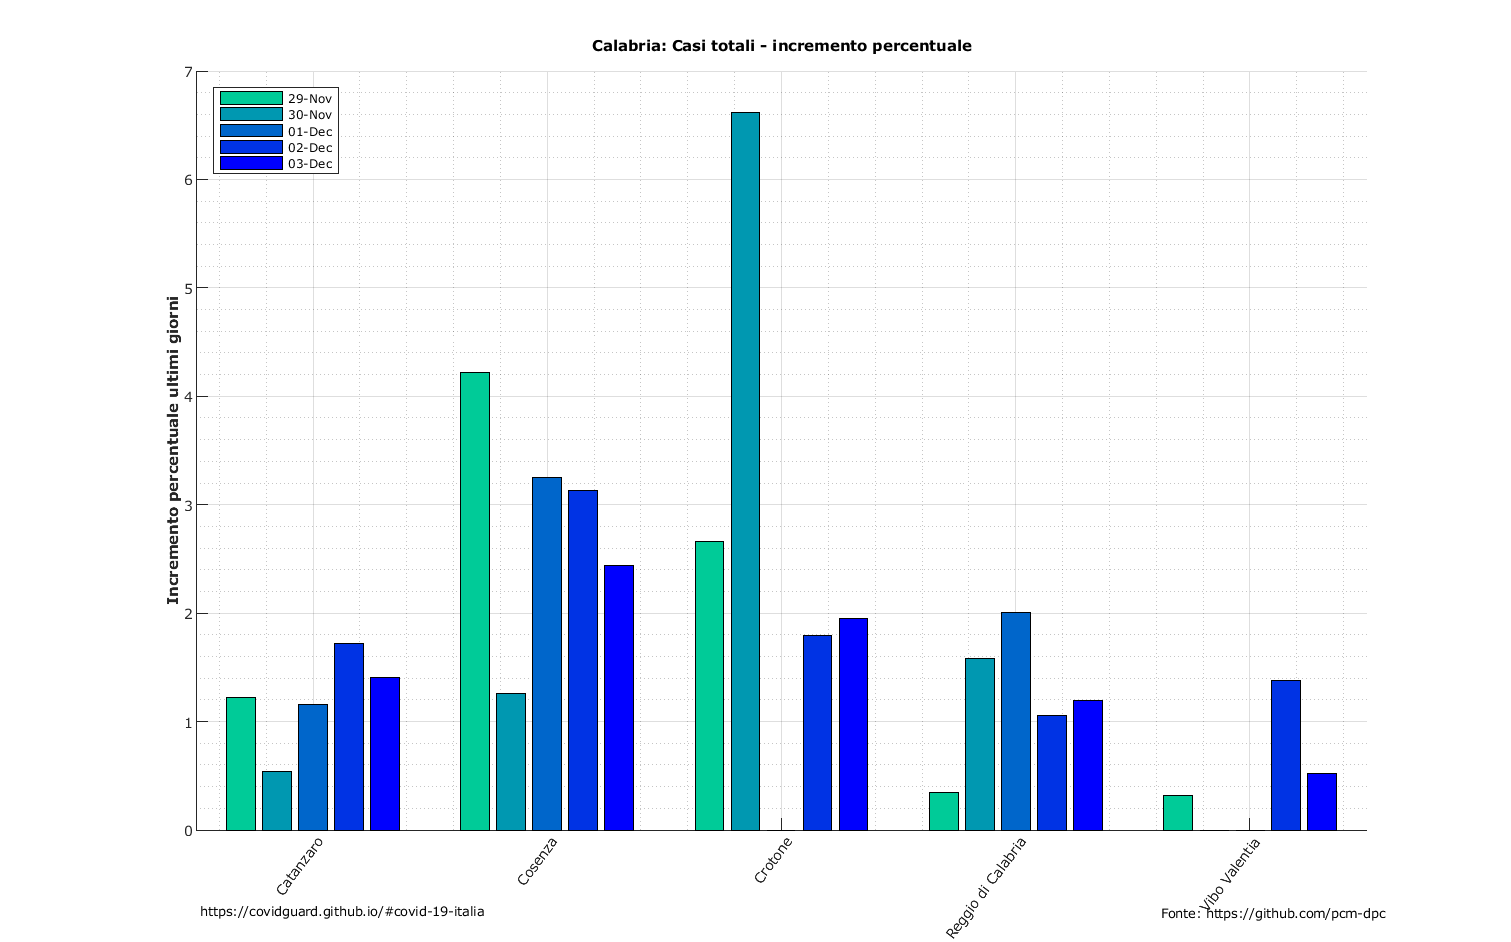 Calabria: Casi totali - incremento percentuale
Incremento percentuale ultimi giorni
7
6
5
4
3
2
1
0
29-Nov
30-Nov
01-Dec
02-Dec
03-Dec
Catanzaro
Cosenza
Crotone
Reggio di Calabria
Vibo Valentia
https://covidguard.github.io/#covid-19-italia
Fonte: https://github.com/pcm-dpc